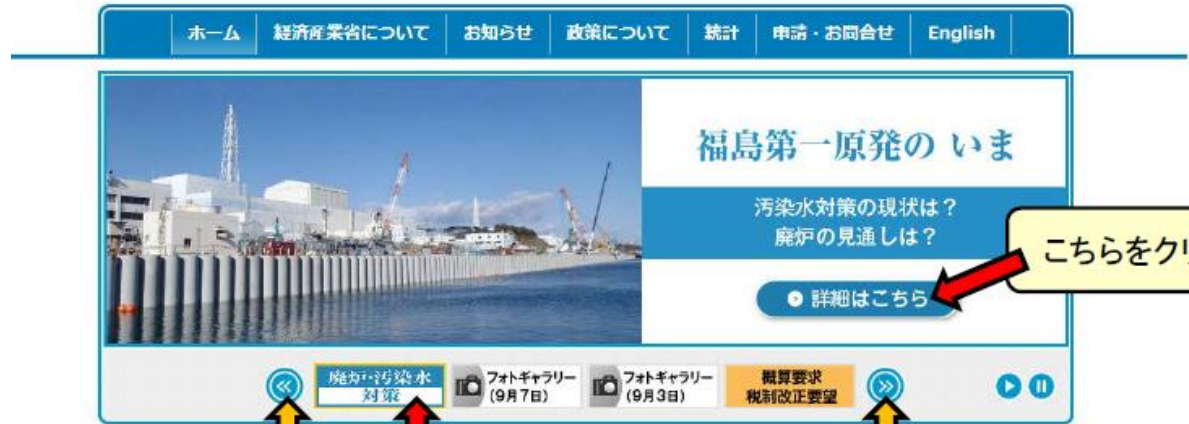 ホーム 経済産業省について お知らせ 政策について 統計 申請・お問合せ English
福島第一原発の いま
汚染水対策の現状は?
廃炉の見通しは?
こちらをクリ
詳細はこちら
廃炉・汚染水
対策
フォトギャラリー
(9月7日)
フォトギャラリー
(9月3日)
概算要求
税制改正要望